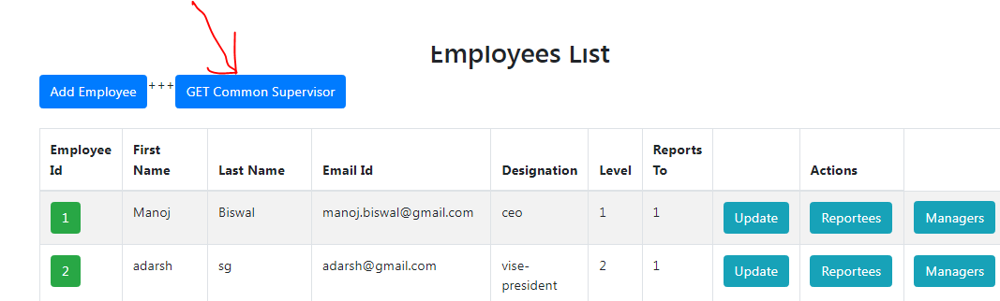 Employees List
Add Employee +++ GET Common Supervisor
Employee Id First Name Last Name Email Id Designation Level Reports To Actions
1 Manoj Biswal manoj.biswal@gmail.com ceo 1 1 Update Reportees Managers
2 adarsh sg adarsh@gmail.com vise-president 2 1 Update Reportees Managers